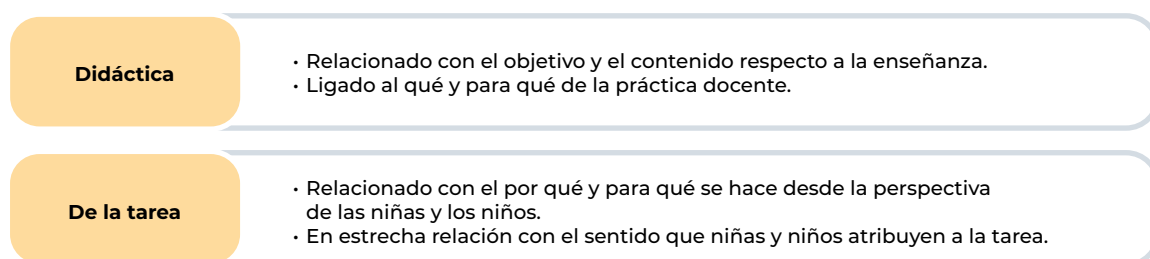 Didáctica
• Relacionado con el objetivo y el contenido respecto a la enseñanza.
• Ligado al qué y para qué de la práctica docente.
De la tarea
• Relacionado con el por qué y para qué se hace desde la perspectiva
de las niñas y los niños.
• En estrecha relación con el sentido que niñas y niños atribuyen a la tarea.